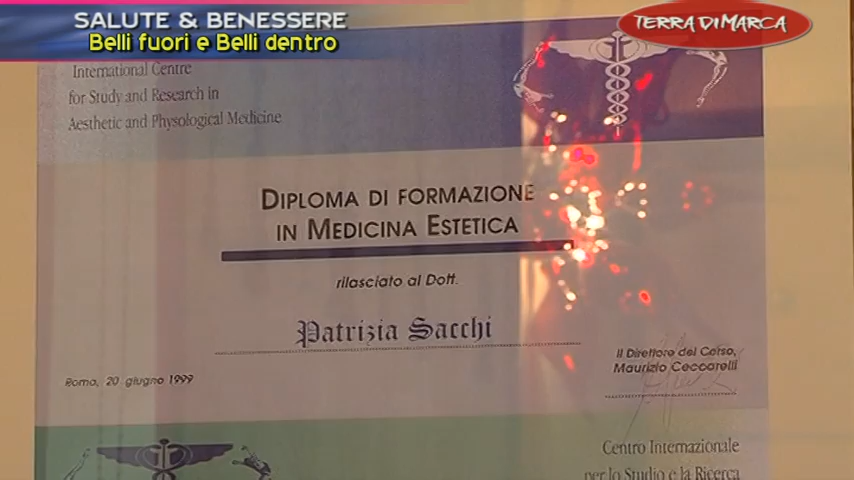 SALUTE & BENESSERE
Belli fuori e Belli dentro
TERRA DI MARCA
International Centre
for Study and Research in
Aesthetic and Physological Medicine
DIPLOMA DI FORMAZIONE
IN MEDICINA ESTETICA
rilasciato al Dott.
Patrizia Sacchi
Il Direttore del Corso,
Maurizio Ceccarelli
Roma, 20 giugno 1999
Centro Internazionale
per lo Studio e la Ricerca